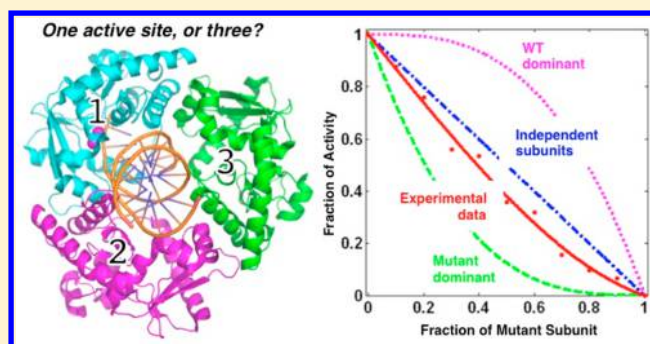 One active site, or three?
1
2
3
WT
dominant
Independent
subunits
Experimental
data
Mutant
dominant
Fraction of Activity
1
0.8
0.6
0.4
0.2
0
0 0.2 0.4 0.6 0.8 1
Fraction of Mutant Subunit